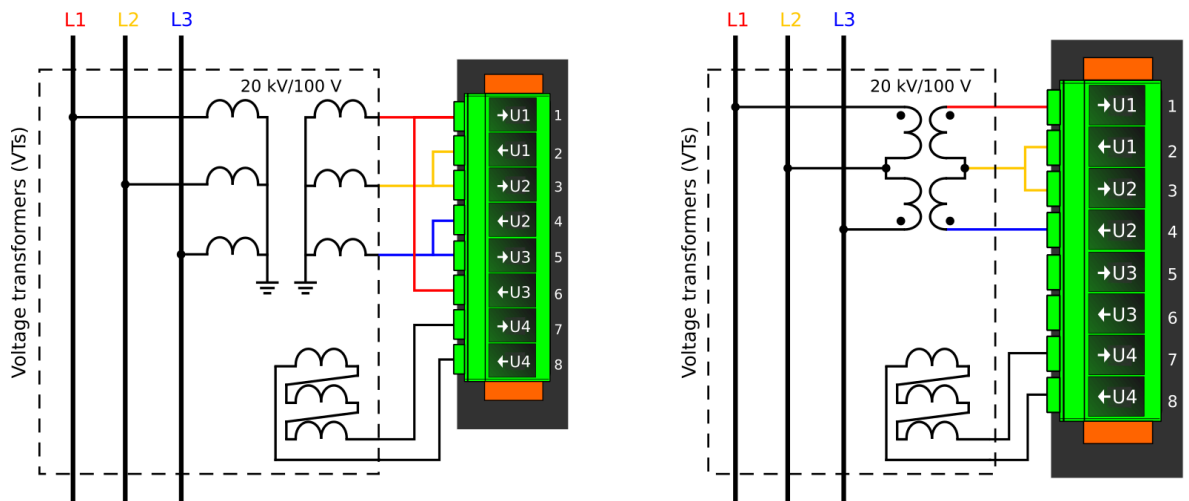 L1 L2 L3
20 kV/100 V
Voltage transformers (VTs)
→U1 1
←U1 2
→U2 3
←U2 4
→U3 5
←U3 6
→U4 7
←U4 8
L1 L2 L3
20 kV/100 V
Voltage transformers (VTs)
→U1 1
←U1 2
→U2 3
←U2 4
→U3 5
←U3 6
→U4 7
←U4 8